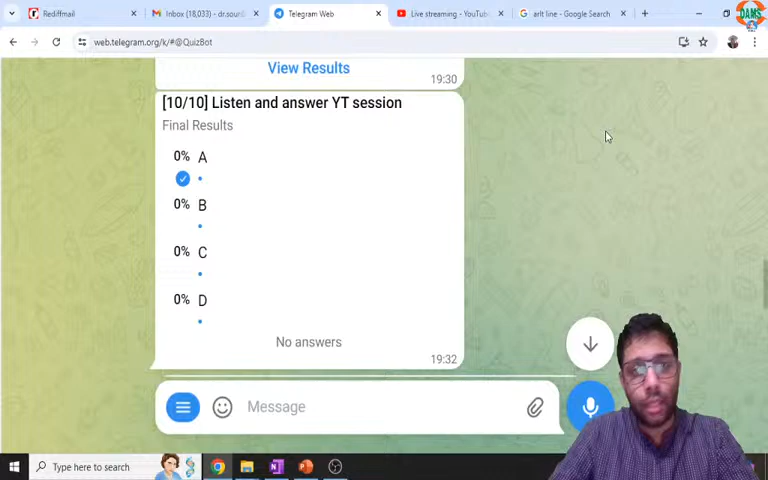 Rediffmail
Inbox (18,033) - dr.souri
Telegram Web
Live streaming - YouTube
arlt line - Google Search
DAMS
web.telegram.org/k/#@QuizBot
View Results
19:30
[10/10] Listen and answer YT session
Final Results
0% A
0% B
0% C
0% D
No answers
19:32
Message
Type here to search